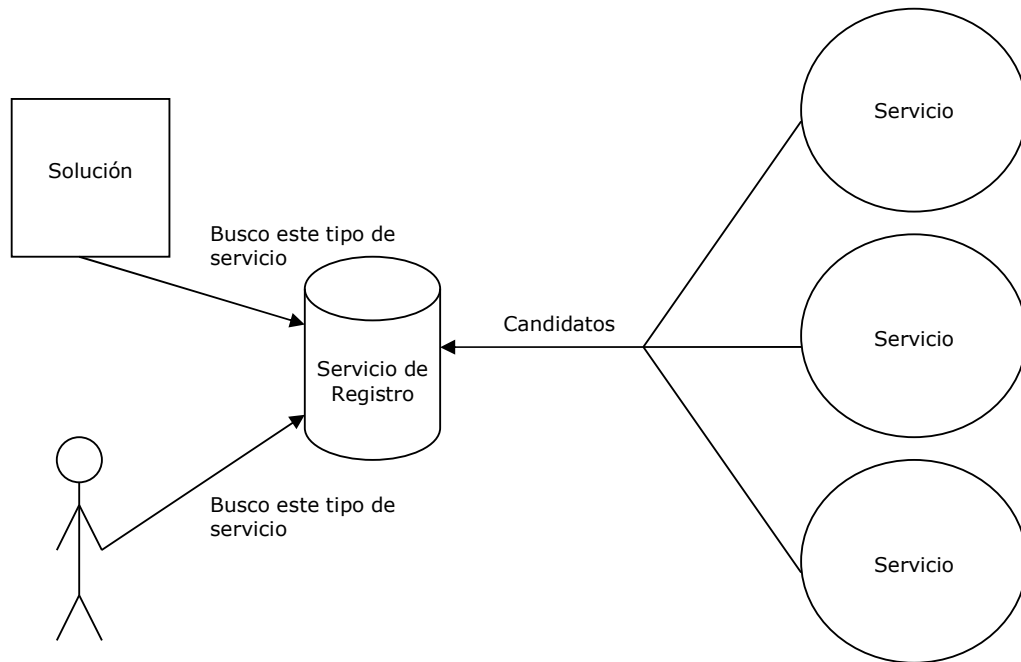 Servicio
Solución
Busco este tipo de
servicio
Candidatos
Servicio
Servicio de
Registro
Busco este tipo de
servicio
Servicio